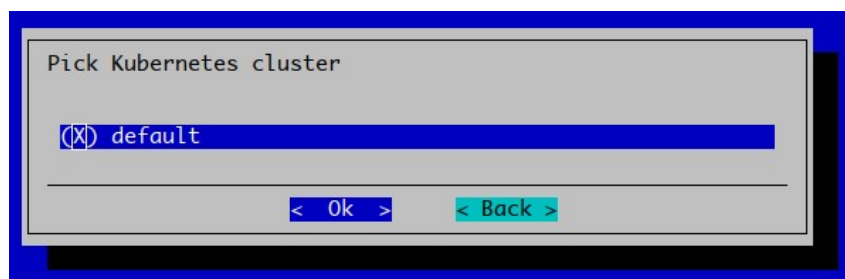 Pick Kubernetes cluster
(X) default
< Ok > < Back >